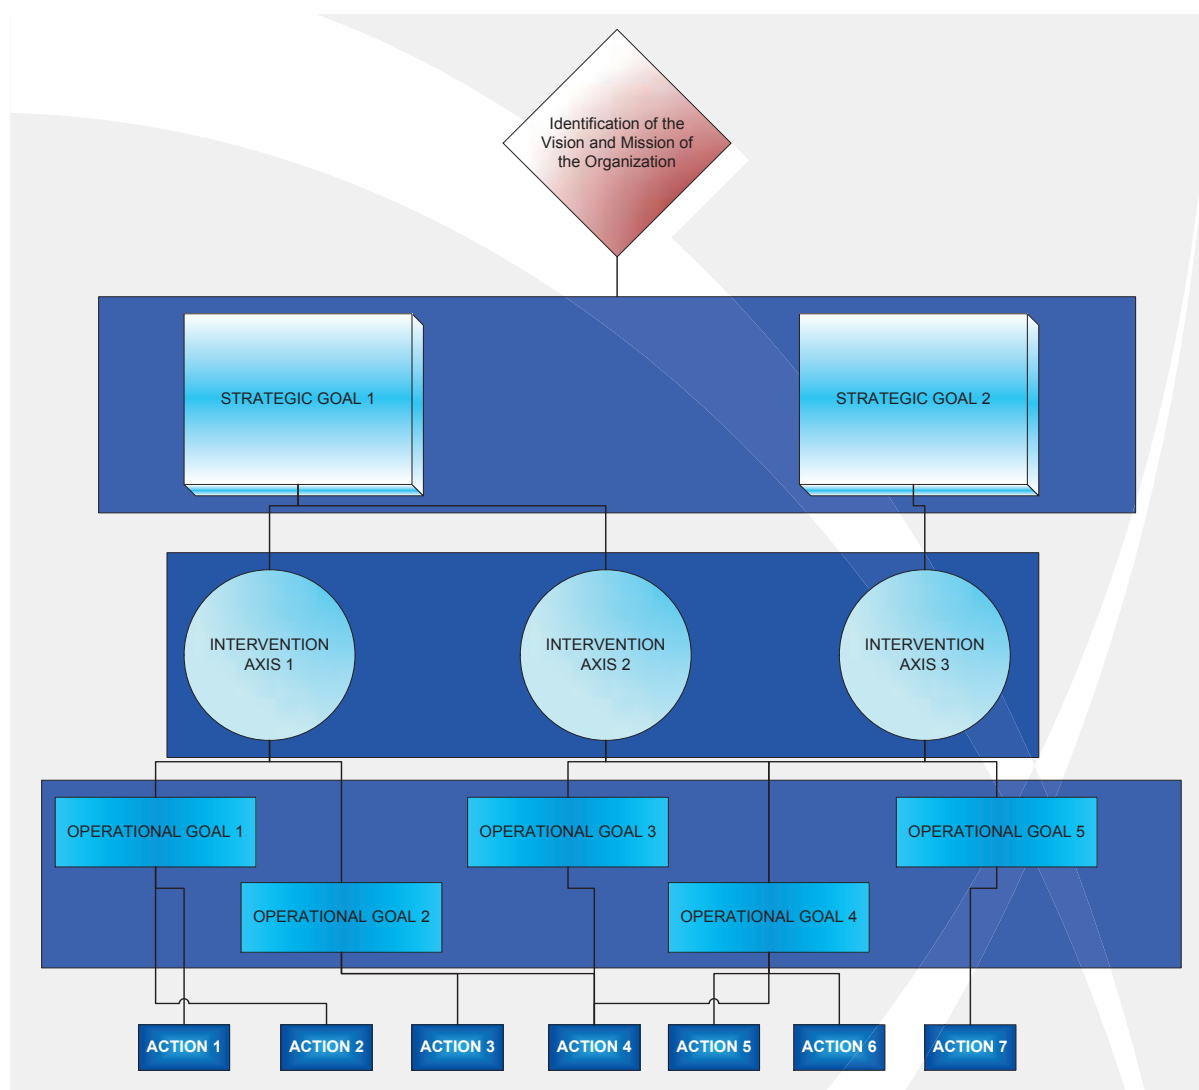 Identification of the
Vision and Mission of
the Organization
STRATEGIC GOAL 1
STRATEGIC GOAL 2
INTERVENTION
AXIS 1
INTERVENTION
AXIS 2
INTERVENTION
AXIS 3
OPERATIONAL GOAL 1
OPERATIONAL GOAL 3
OPERATIONAL GOAL 5
OPERATIONAL GOAL 2
OPERATIONAL GOAL 4
ACTION 1
ACTION 2
ACTION 3
ACTION 4
ACTION 5
ACTION 6
ACTION 7